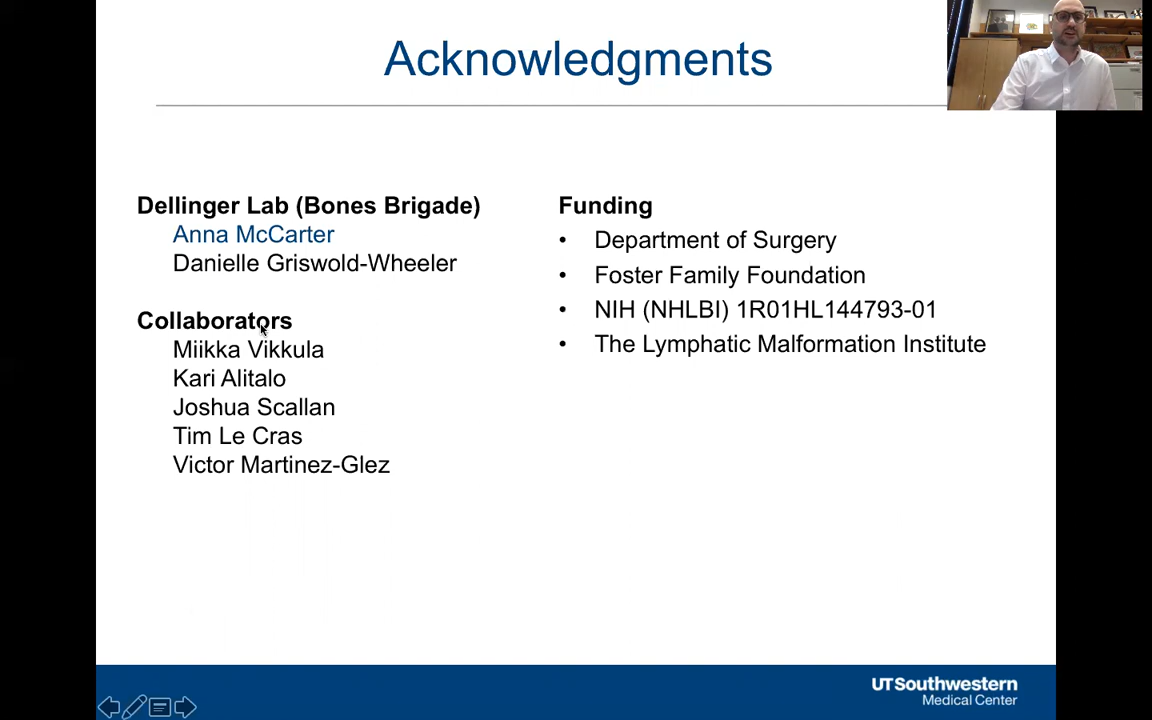 Acknowledgments
Dellinger Lab (Bones Brigade)
Anna McCarter
Danielle Griswold-Wheeler
Collaborators
Miikka Vikkula
Kari Alitalo
Joshua Scallan
Tim Le Cras
Victor Martinez-Glez
Funding
• Department of Surgery
• Foster Family Foundation
• NIH (NHLBI) 1R01HL144793-01
• The Lymphatic Malformation Institute
UTSouthwestern
Medical Center